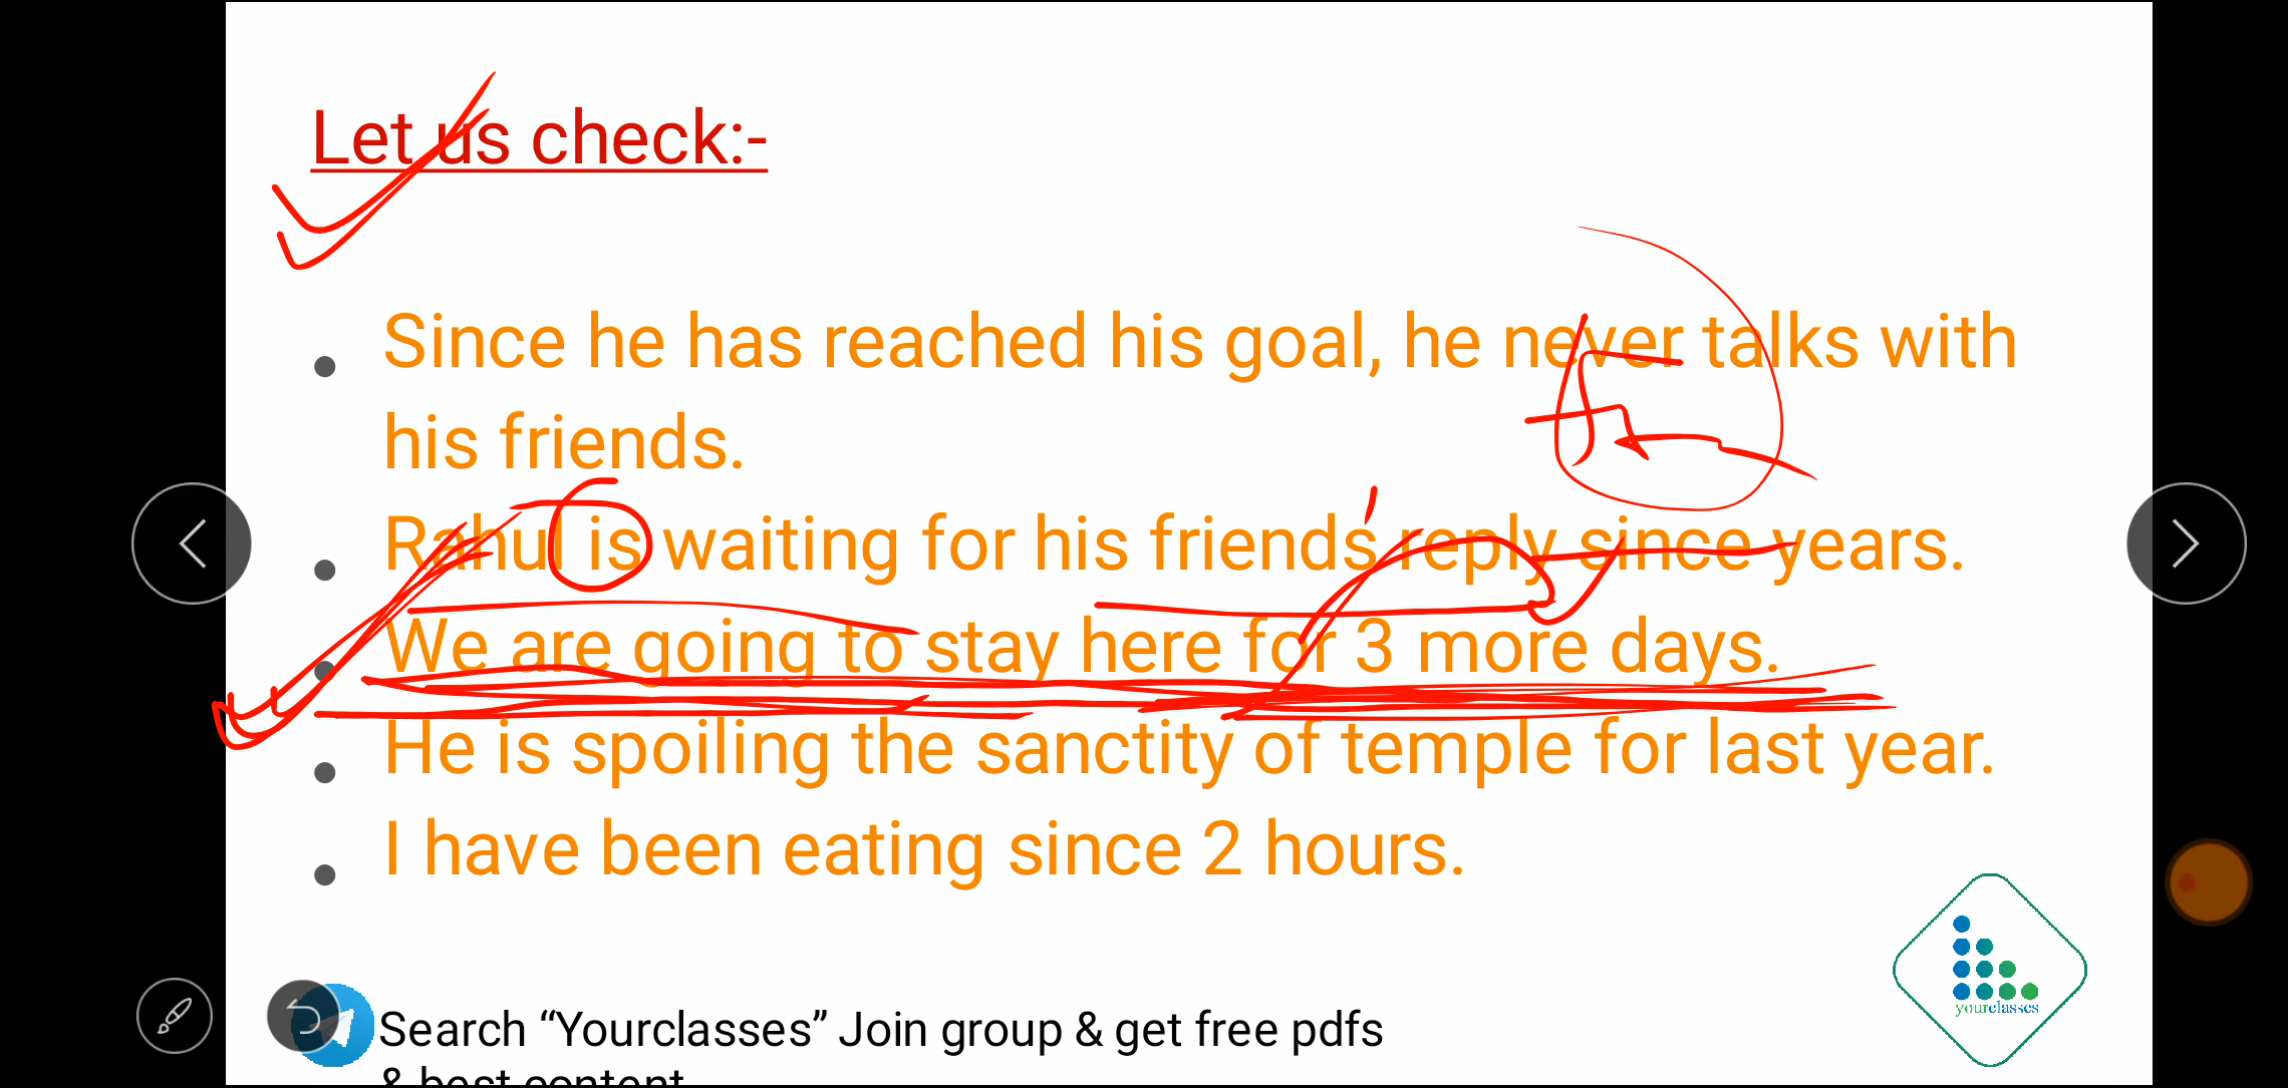 Let us check:-
Since he has reached his goal, he never talks with
his friends.
Rahul is waiting for his friends' reply since years.
We are going to stay here for 3 more days.
He is spoiling the sanctity of temple for last year.
I have been eating since 2 hours.
yourclasses
Search “Yourclasses” Join group & get free pdfs
& best content